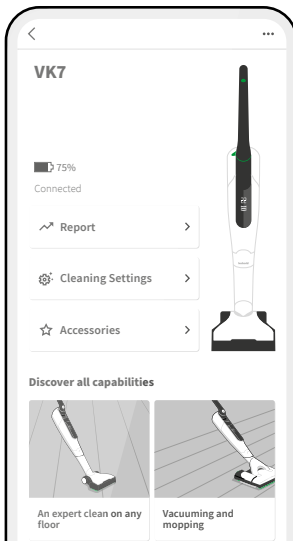 VK7
75%
Connected
Report
Cleaning Settings
Accessories
Discover all capabilities
An expert clean on any
floor
Vacuuming and
mopping